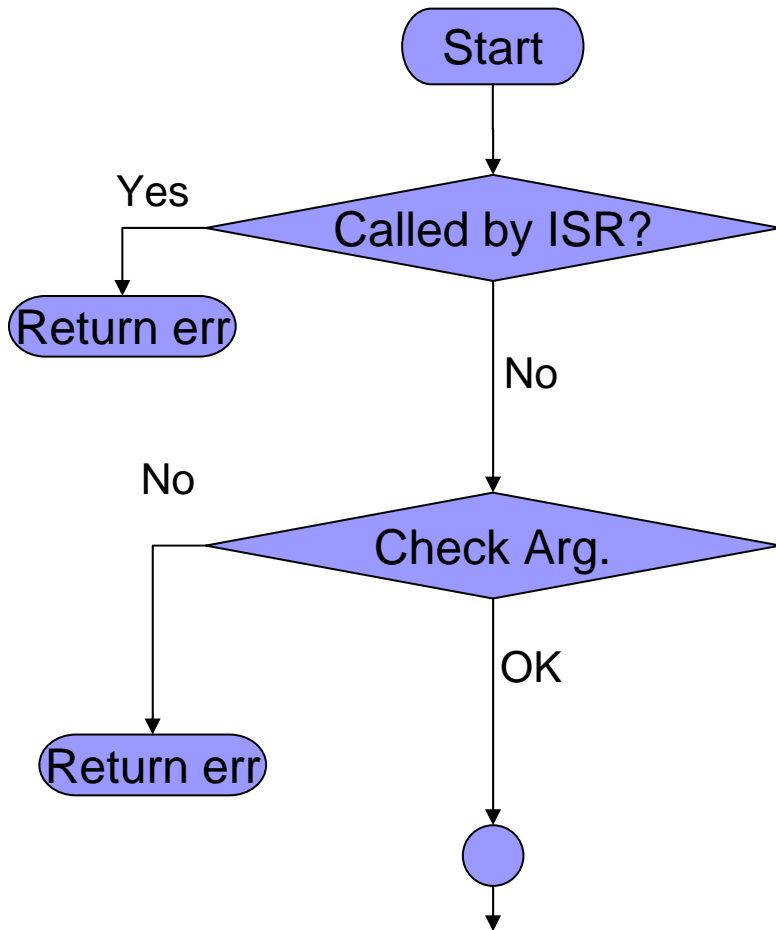 Start
Yes
Called by ISR?
Return err
No
No
Check Arg.
OK
Return err